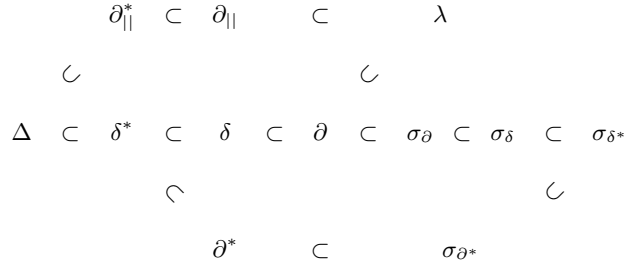 ∂*|| ⊂ ∂|| ⊂ λ
∪ ∪
Δ ⊂ δ* ⊂ δ ⊂ ∂ ⊂ σ∂ ⊂ σδ ⊂ σδ*
∩ ∪
∂* ⊂ σ∂*